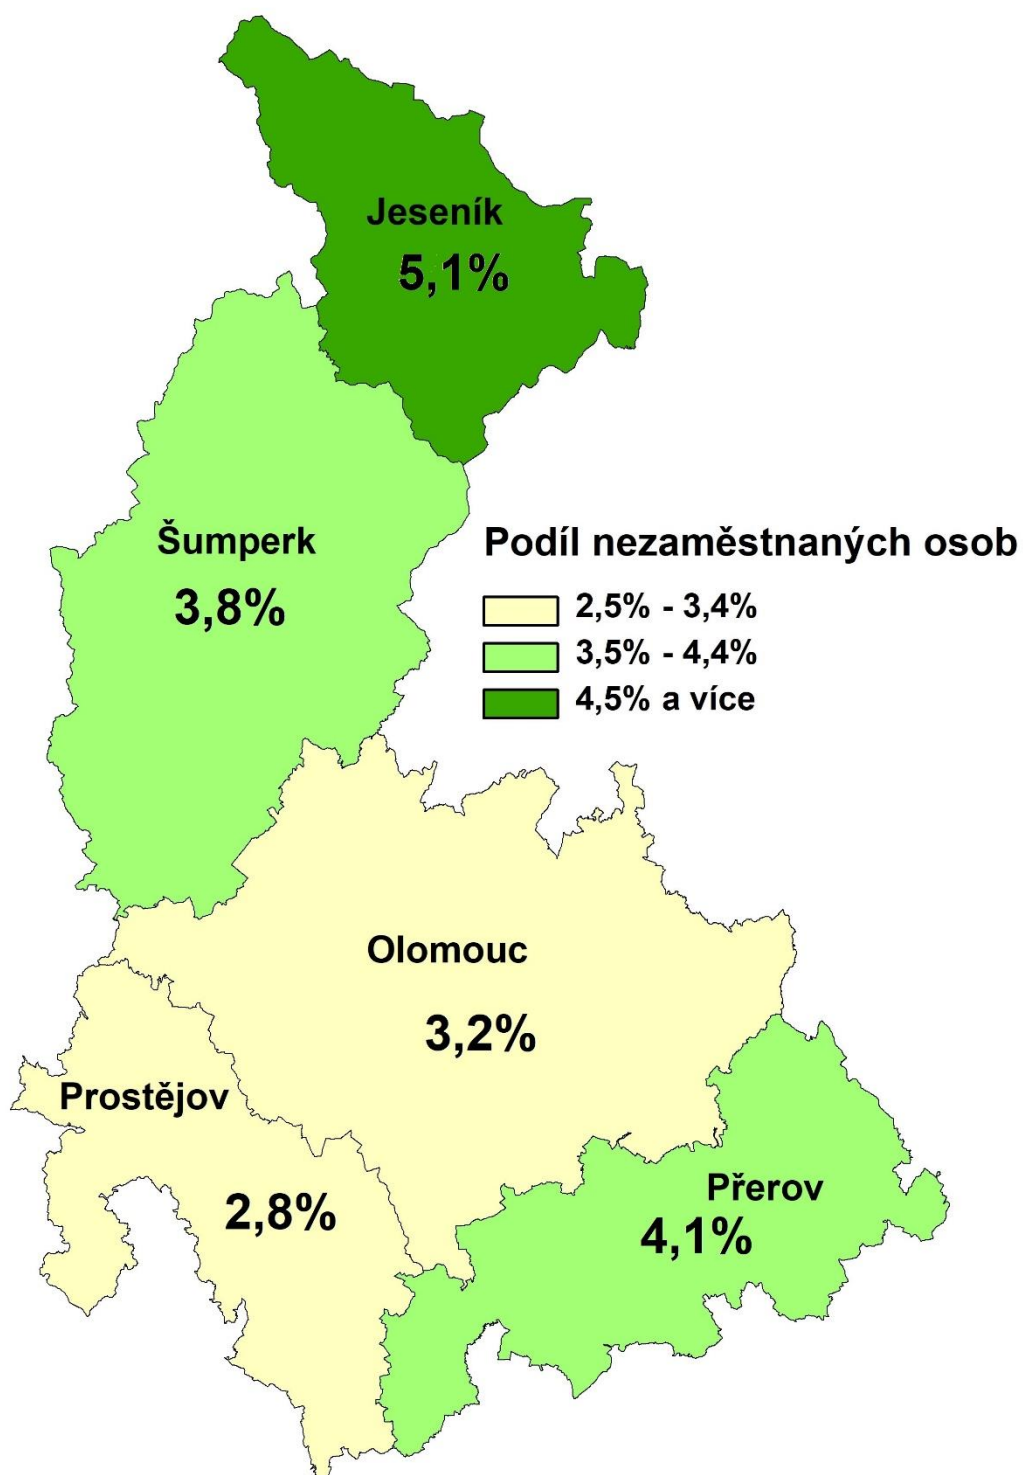 Jeseník
5,1%
Šumperk
3,8%
Podíl nezaměstnaných osob
2,5% - 3,4%
3,5% - 4,4%
4,5% a více
Olomouc
3,2%
Prostějov
2,8%
Přerov
4,1%